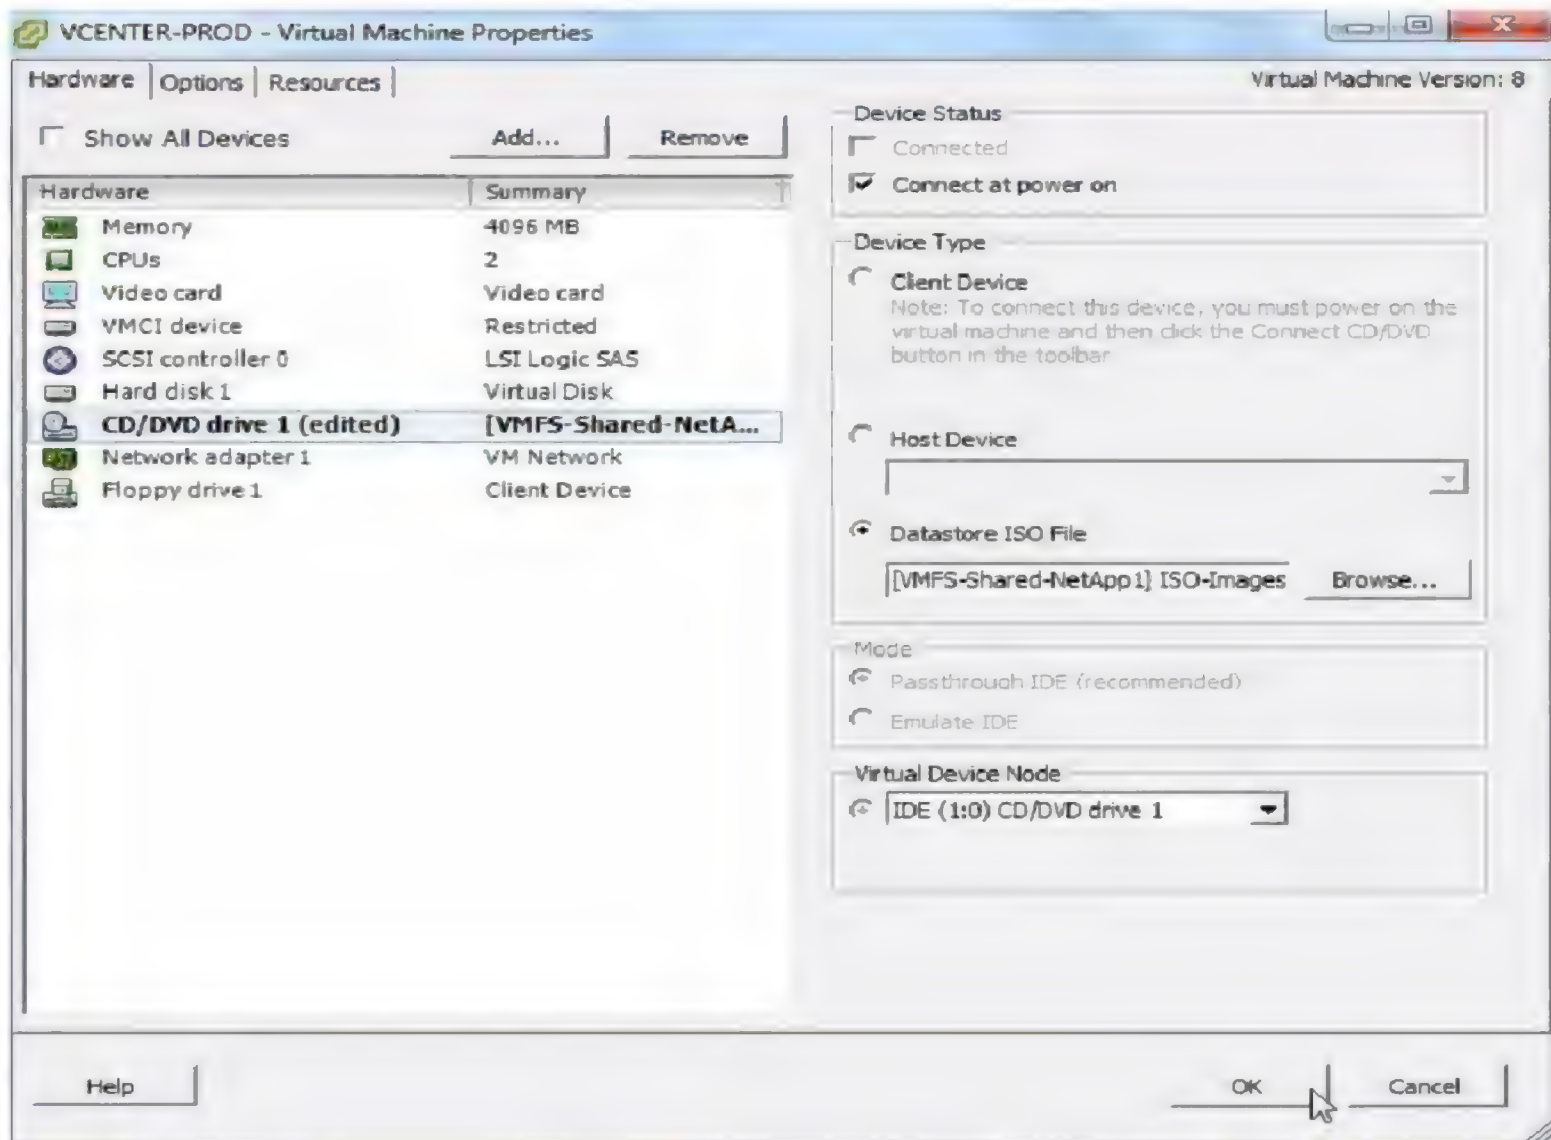 VCENTER-PROD - Virtual Machine Properties
Hardware Options Resources
Virtual Machine Version: 8
Show All Devices Add... Remove
Hardware Summary
Memory 4096 MB
CPUs 2
Video card Video card
VMCI device Restricted
SCSI controller 0 LSI Logic SAS
Hard disk 1 Virtual Disk
CD/DVD drive 1 (edited) [VMFS-Shared-NetA...
Network adapter 1 VM Network
Floppy drive 1 Client Device
Device Status
Connected
Connect at power on
Device Type
Client Device
Note: To connect this device, you must power on the
virtual machine and then click the Connect CD/DVD
button in the toolbar
Host Device
Datastore ISO File
[VMFS-Shared-NetApp1] ISO-Images Browse...
Mode
Passthrough IDE (recommended)
Emulate IDE
Virtual Device Node
IDE (1:0) CD/DVD drive 1
Help OK Cancel